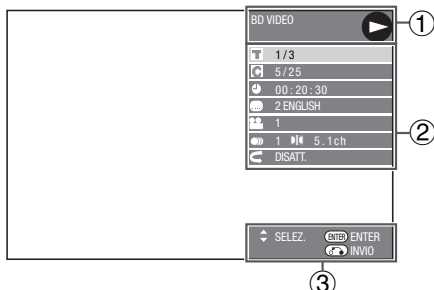 BD VIDEO
1
T 1/3
C 5/25
00:20:30
2 ENGLISH
1
1 5.1ch
DISATT.
2
SELEZ. ENTER ENTER
INVIO
3